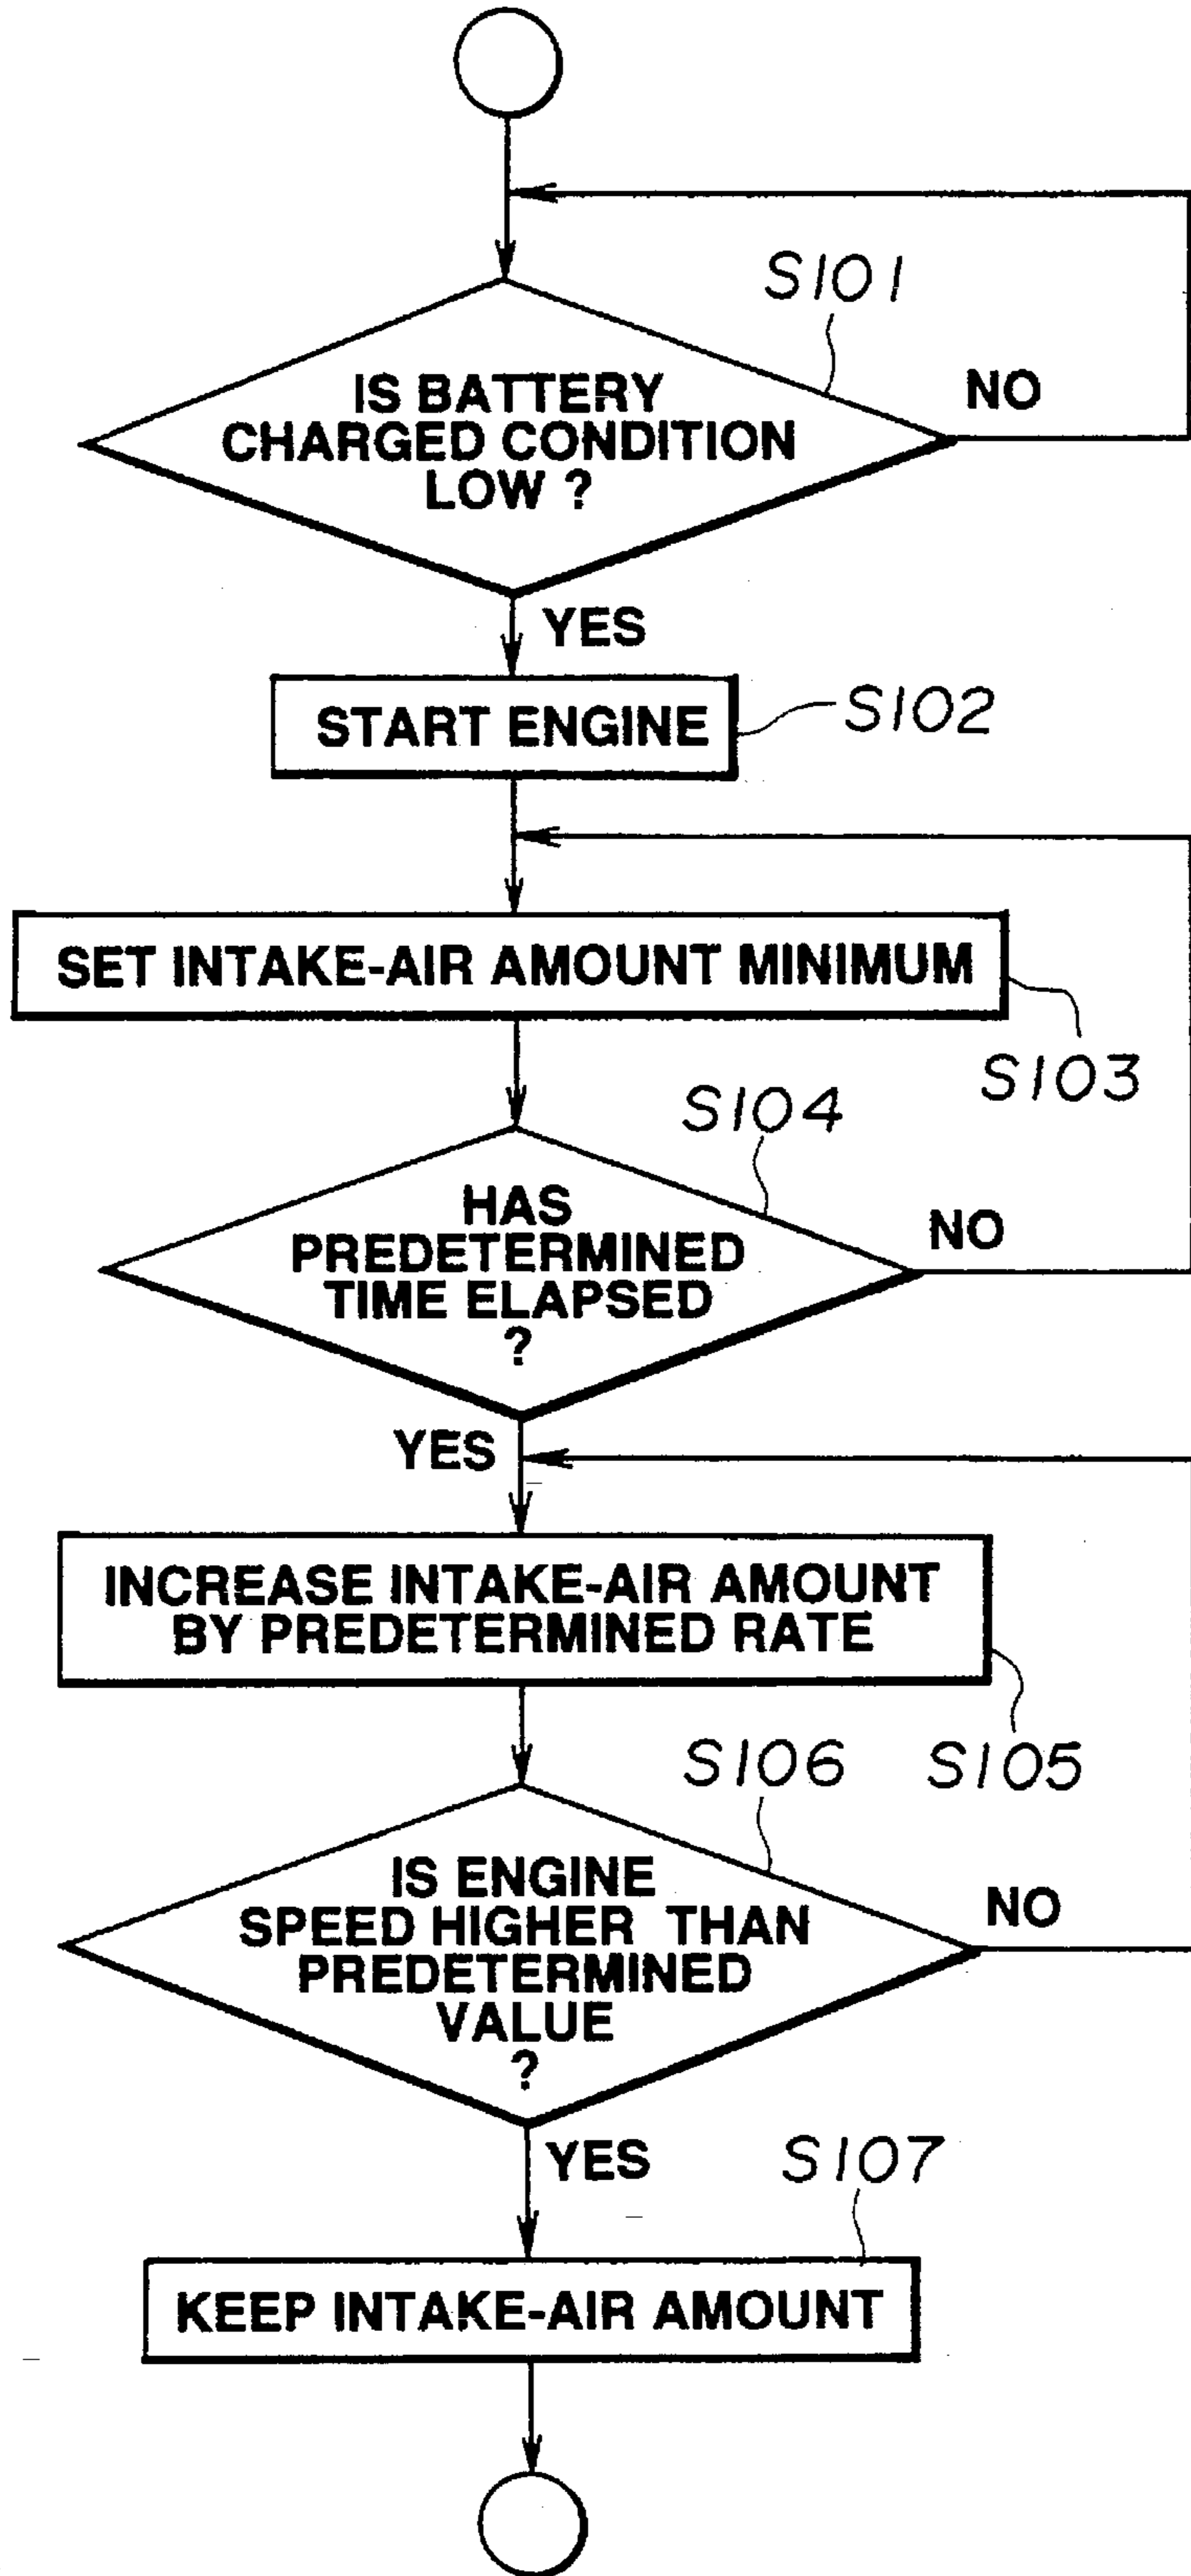 S101
IS BATTERY
CHARGED CONDITION
LOW ?
NO
YES
START ENGINE
S102
SET INTAKE-AIR AMOUNT MINIMUM
S103
S104
HAS
PREDETERMINED
TIME ELAPSED
?
NO
YES
INCREASE INTAKE-AIR AMOUNT
BY PREDETERMINED RATE
S105
S106
IS ENGINE
SPEED HIGHER THAN
PREDETERMINED
VALUE
?
NO
YES
S107
KEEP INTAKE-AIR AMOUNT